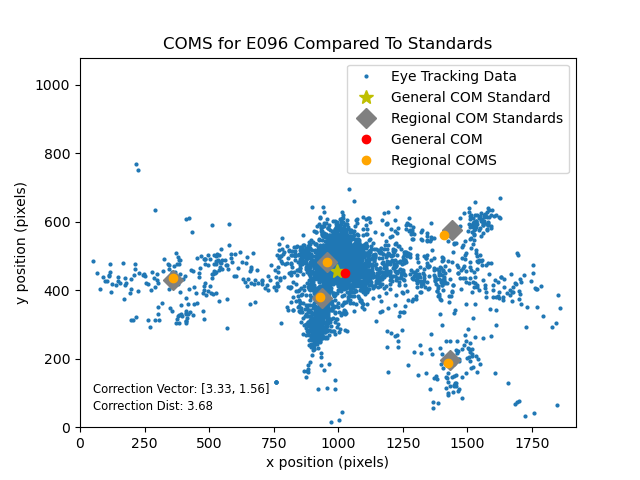 COMS for E096 Compared To Standards
Eye Tracking Data
General COM Standard
Regional COM Standards
General COM
Regional COMS
y position (pixels)
1000
800
600
400
200
0
Correction Vector: [3.33, 1.56]
Correction Dist: 3.68
0 250 500 750 1000 1250 1500 1750
x position (pixels)